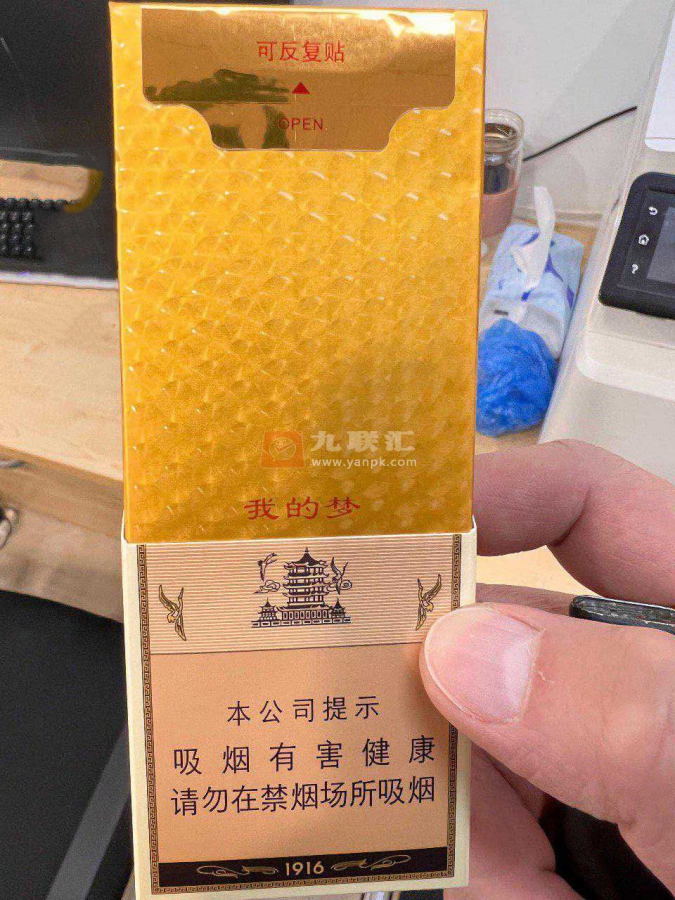 可反复贴
OPEN
九联汇
www.yanpk.com
我的梦
本公司提示
吸烟有害健康
请勿在禁烟场所吸烟
1916